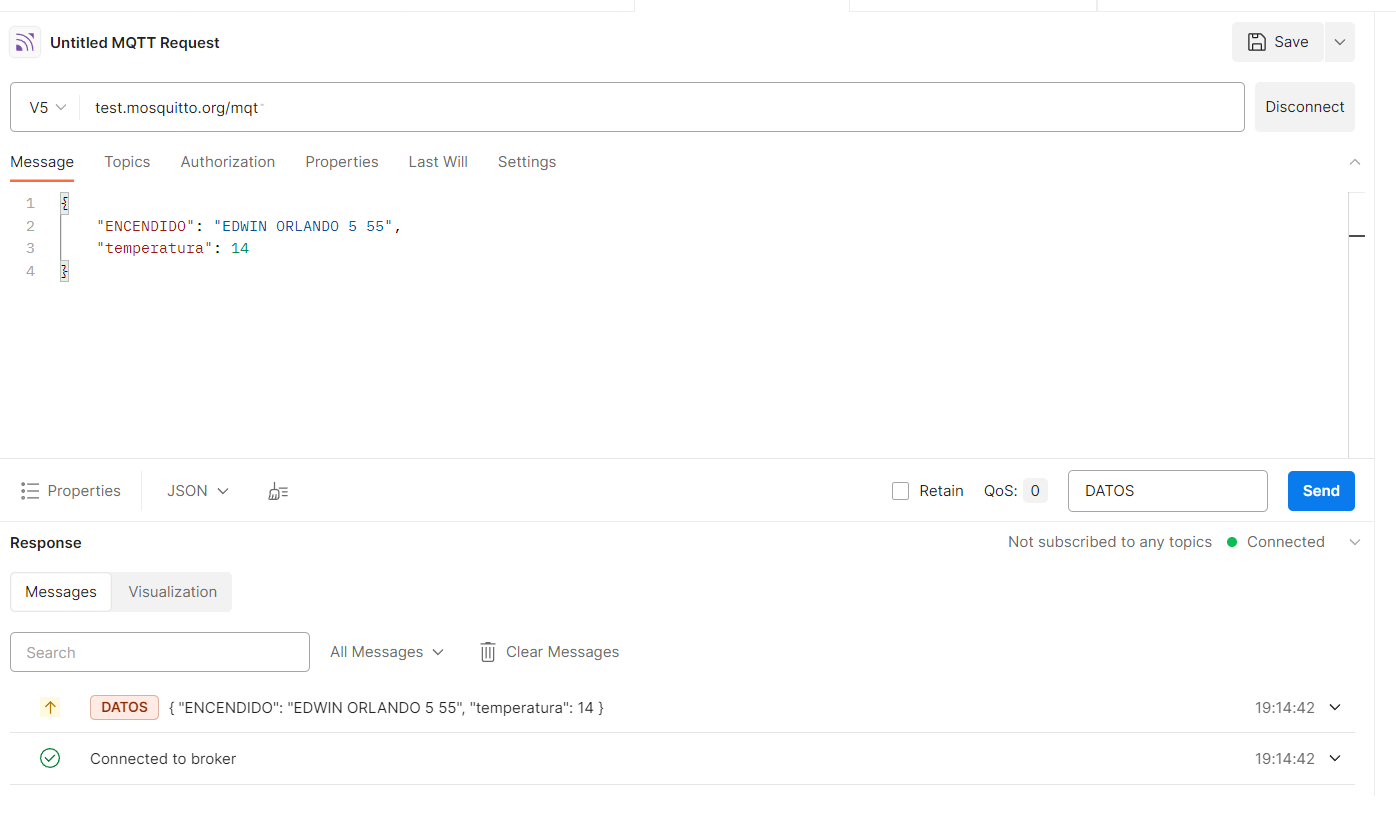 Untitled MQTT Request
Save
V5 test.mosquitto.org/mqt
Disconnect
Message Topics Authorization Properties Last Will Settings
1 {
2 "ENCENDIDO": "EDWIN ORLANDO 5 55",
3 "temperatura": 14
4 }
Properties JSON Retain QoS: 0 DATOS Send
Response Not subscribed to any topics Connected
Messages Visualization
Search All Messages Clear Messages
DATOS { "ENCENDIDO": "EDWIN ORLANDO 5 55", "temperatura": 14 } 19:14:42
Connected to broker 19:14:42